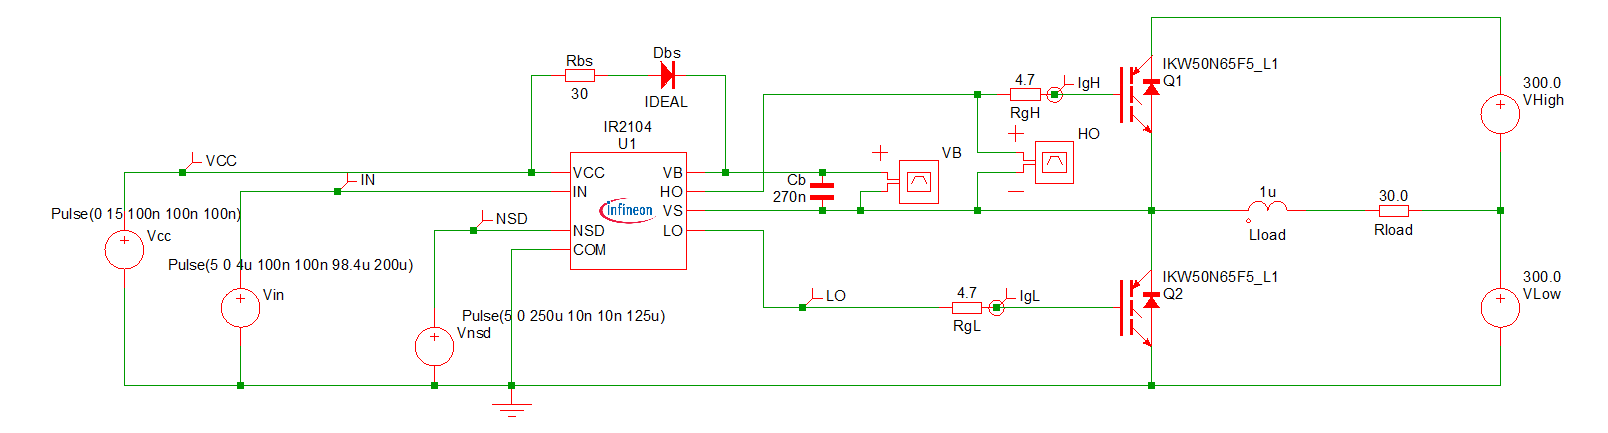 Dbs
Rbs
30
IDEAL
IR2104
U1
VCC
IN
NSD
COM
VB
HO
VS
LO
infineon
VCC
IN
NSD
Pulse(0 15 100n 100n 100n)
Vcc
Pulse(5 0 4u 100n 100n 98.4u 200u)
Vin
Pulse(5 0 250u 10n 10n 125u)
Vnsd
Cb
270n
VB
HO
4.7
RgH
IgH
IKW50N65F5_L1
Q1
300.0
VHigh
1u
Lload
30.0
Rload
LO
4.7
RgL
IgL
IKW50N65F5_L1
Q2
300.0
VLow